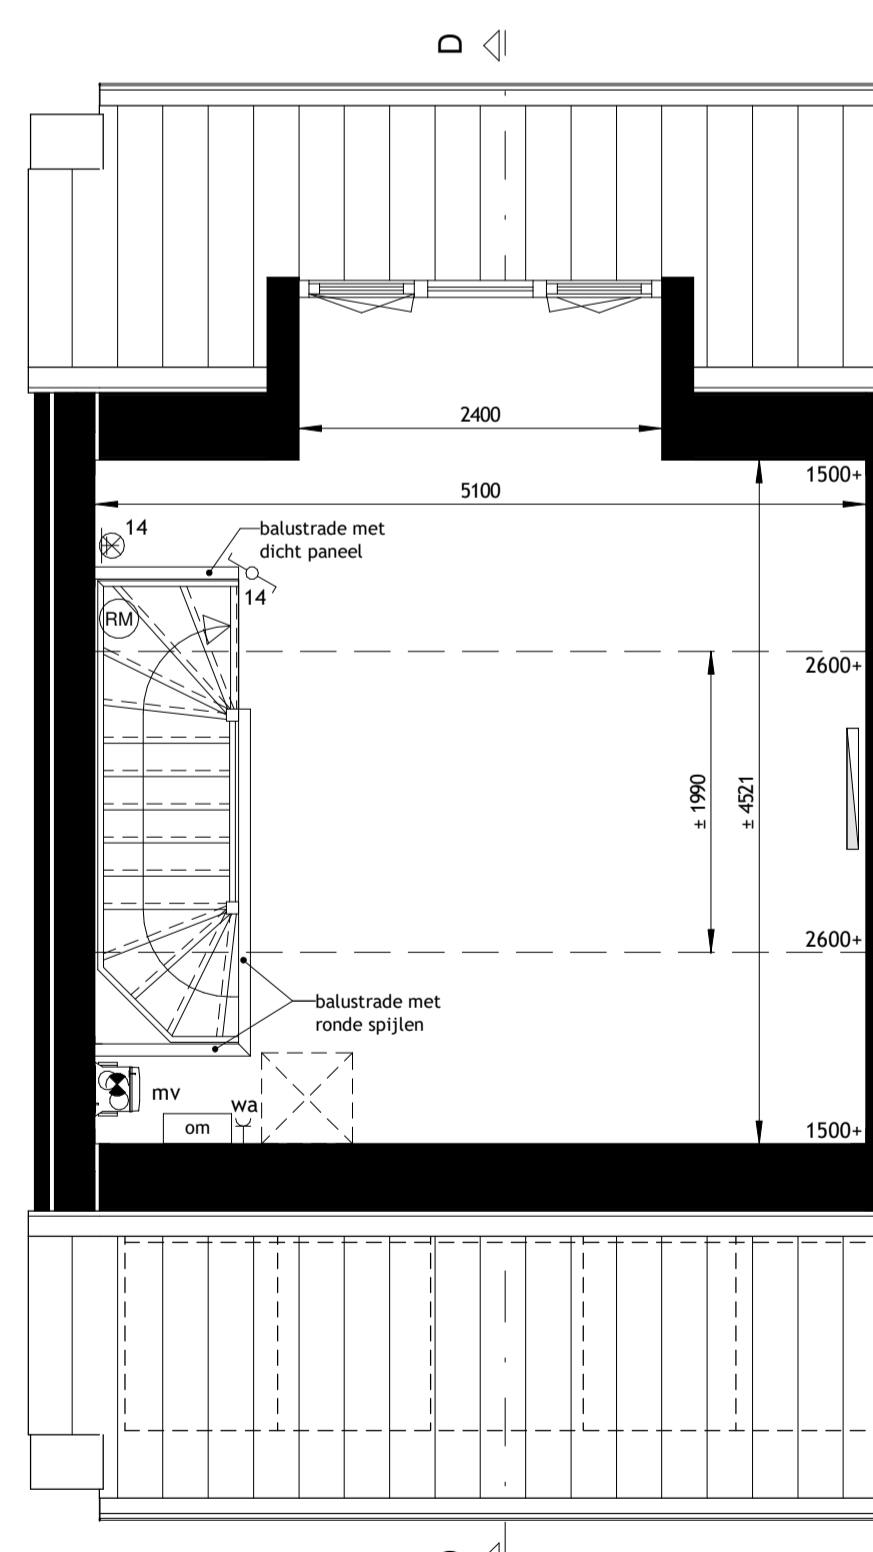 D
2400
1500+
5100
14
balustrade met
dicht paneel
14
RM
2600+
± 1990
± 4521
2600+
balustrade met
ronde spijlen
mv
wa
om
1500+